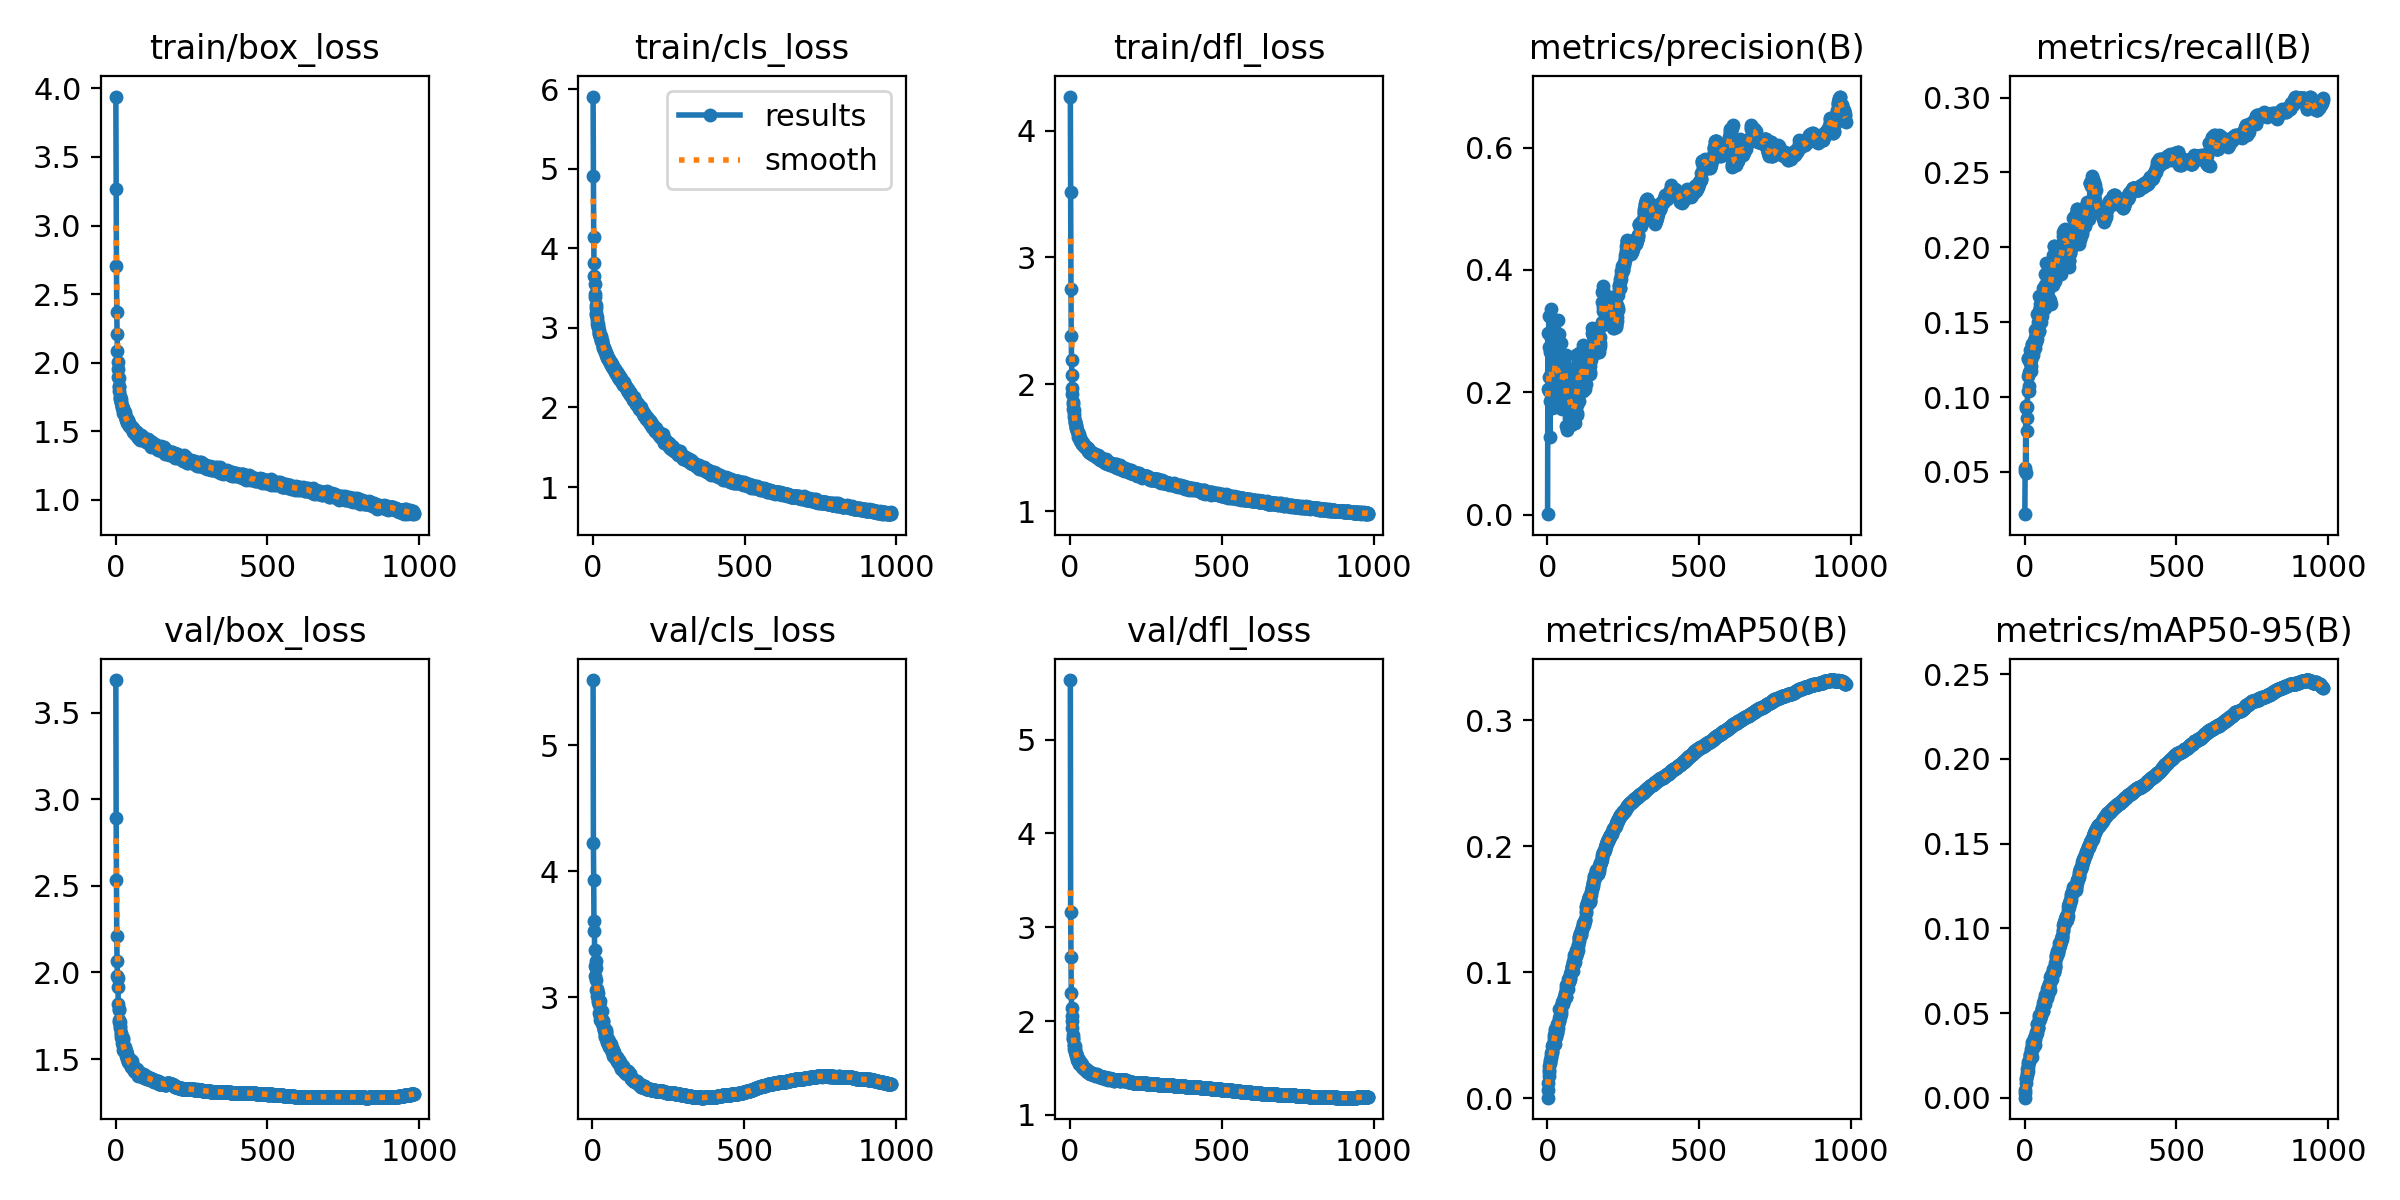 train/box_loss
train/cls_loss
train/dfl_loss
metrics/precision(B)
metrics/recall(B)
4.0
3.5
3.0
2.5
2.0
1.5
1.0
0 500 1000
6
5
4
3
2
1
0 500 1000
results
smooth
4
3
2
1
0 500 1000
0.6
0.4
0.2
0.0
0 500 1000
0.30
0.25
0.20
0.15
0.10
0.05
0 500 1000
val/box_loss
val/cls_loss
val/dfl_loss
metrics/mAP50(B)
metrics/mAP50-95(B)
3.5
3.0
2.5
2.0
1.5
0 500 1000
5
4
3
0 500 1000
5
4
3
2
1
0 500 1000
0.3
0.2
0.1
0.0
0 500 1000
0.25
0.20
0.15
0.10
0.05
0.00
0 500 1000